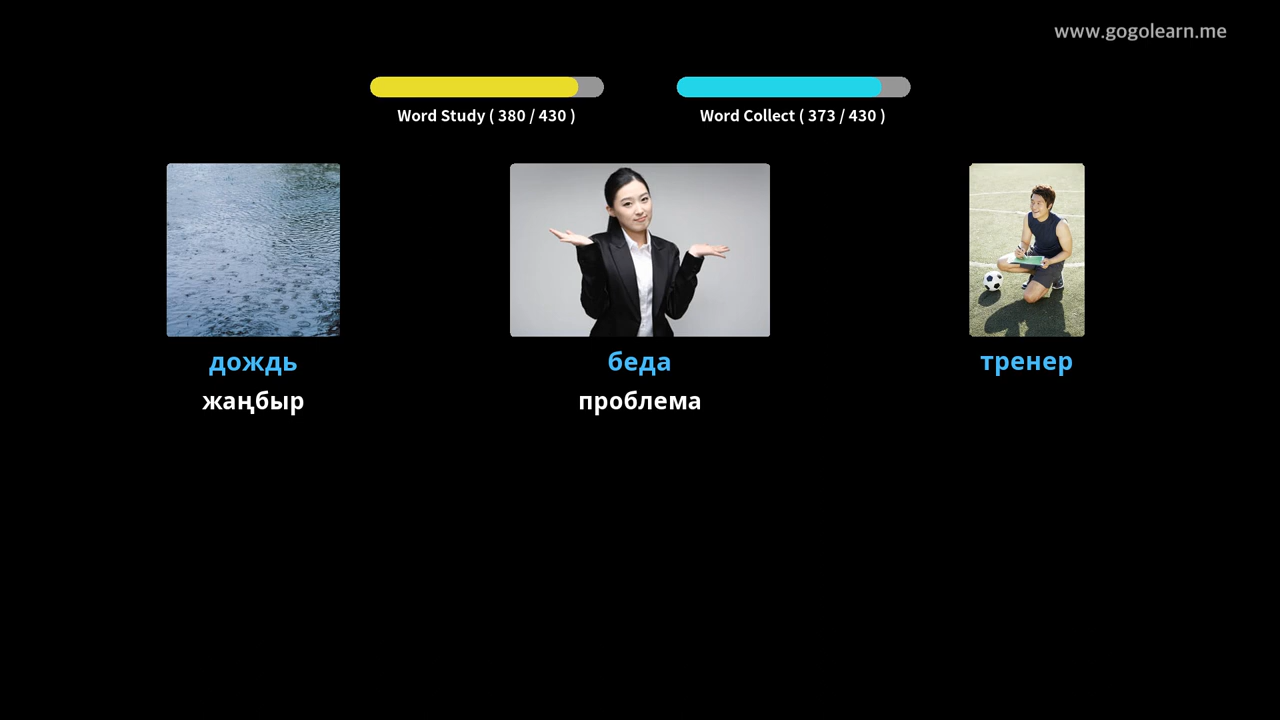 www.gogolearn.me
Word Study ( 380 / 430 )
Word Collect ( 373 / 430 )
дождь
жаңбыр
беда
проблема
тренер